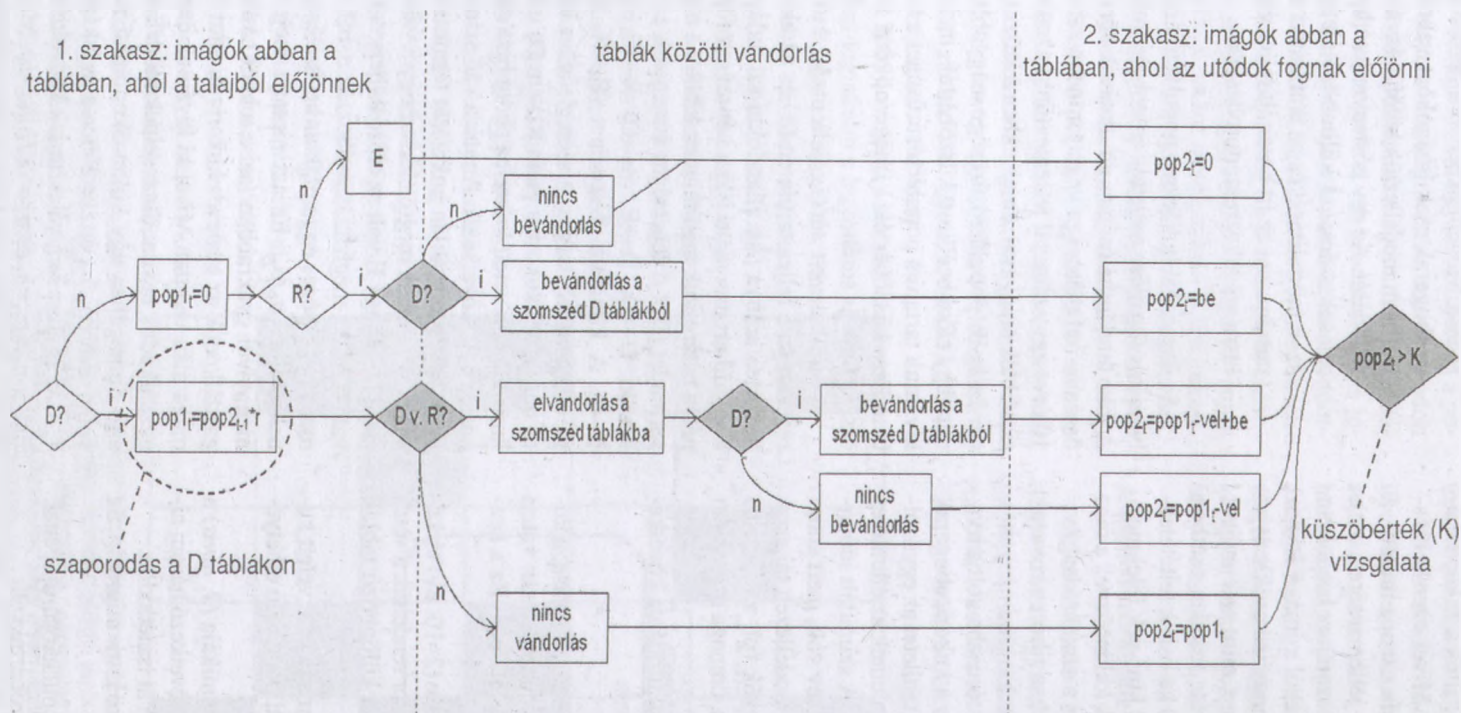 1. szakasz: imágók abban a
táblában, ahol a talajból előjönnek
táblák közötti vándorlás
2. szakasz: imágók abban a
táblában, ahol az utódok fognak előjönni
E
n
nincs
bevándorlás
n
pop2t=0
n
pop1t=0
R?
i
D?
i
bevándorlás a
szomszéd D táblákból
pop2t=be
D?
i
pop1t=pop2t-1*r
D v. R?
i
elvándorlás a
szomszéd táblákba
D?
i
bevándorlás a
szomszéd D táblákból
pop2t=pop1t-vel+be
pop2t > K
n
nincs
bevándorlás
pop2t=pop1t-vel
n
szaporodás a D táblákon
küszöbérték (K)
vizsgálata
nincs
vándorlás
pop2t=pop1t